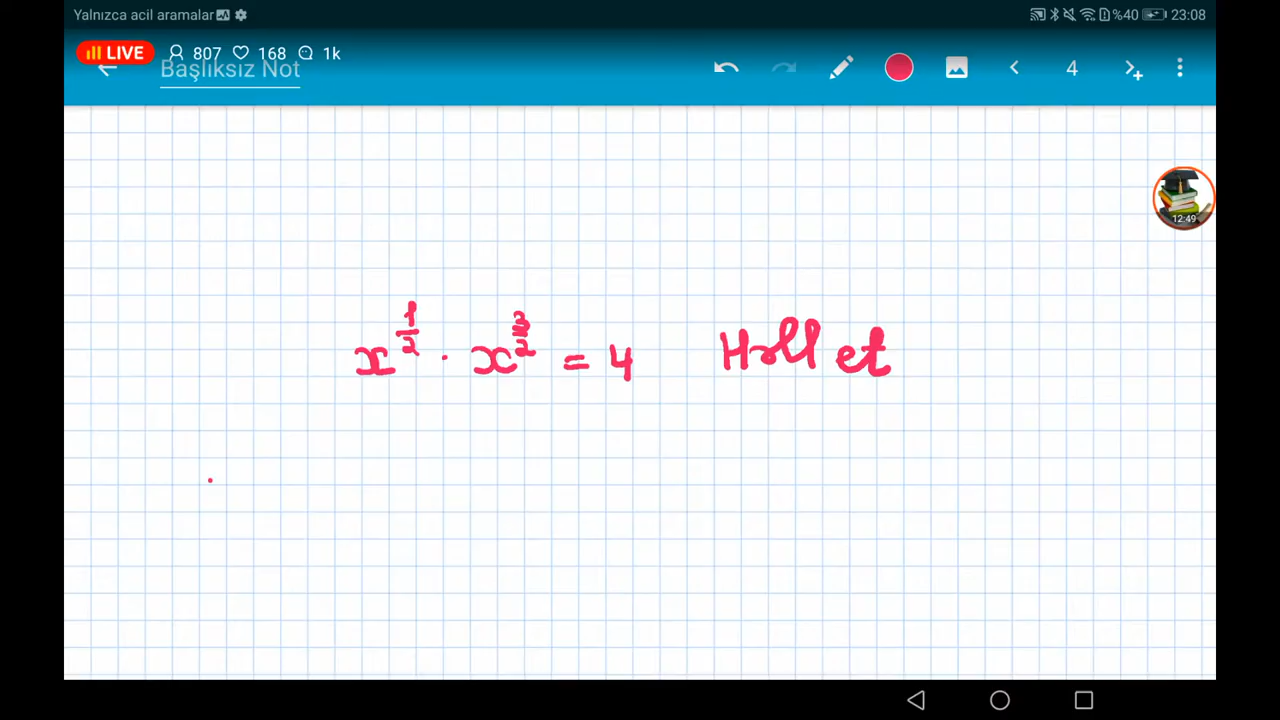 Yalnızca acil aramalar %40 23:08
LIVE 807 168 1k
Başlıksız Not 4
12:49
x^{1/2} · x^{3/2} = 4 Həll et